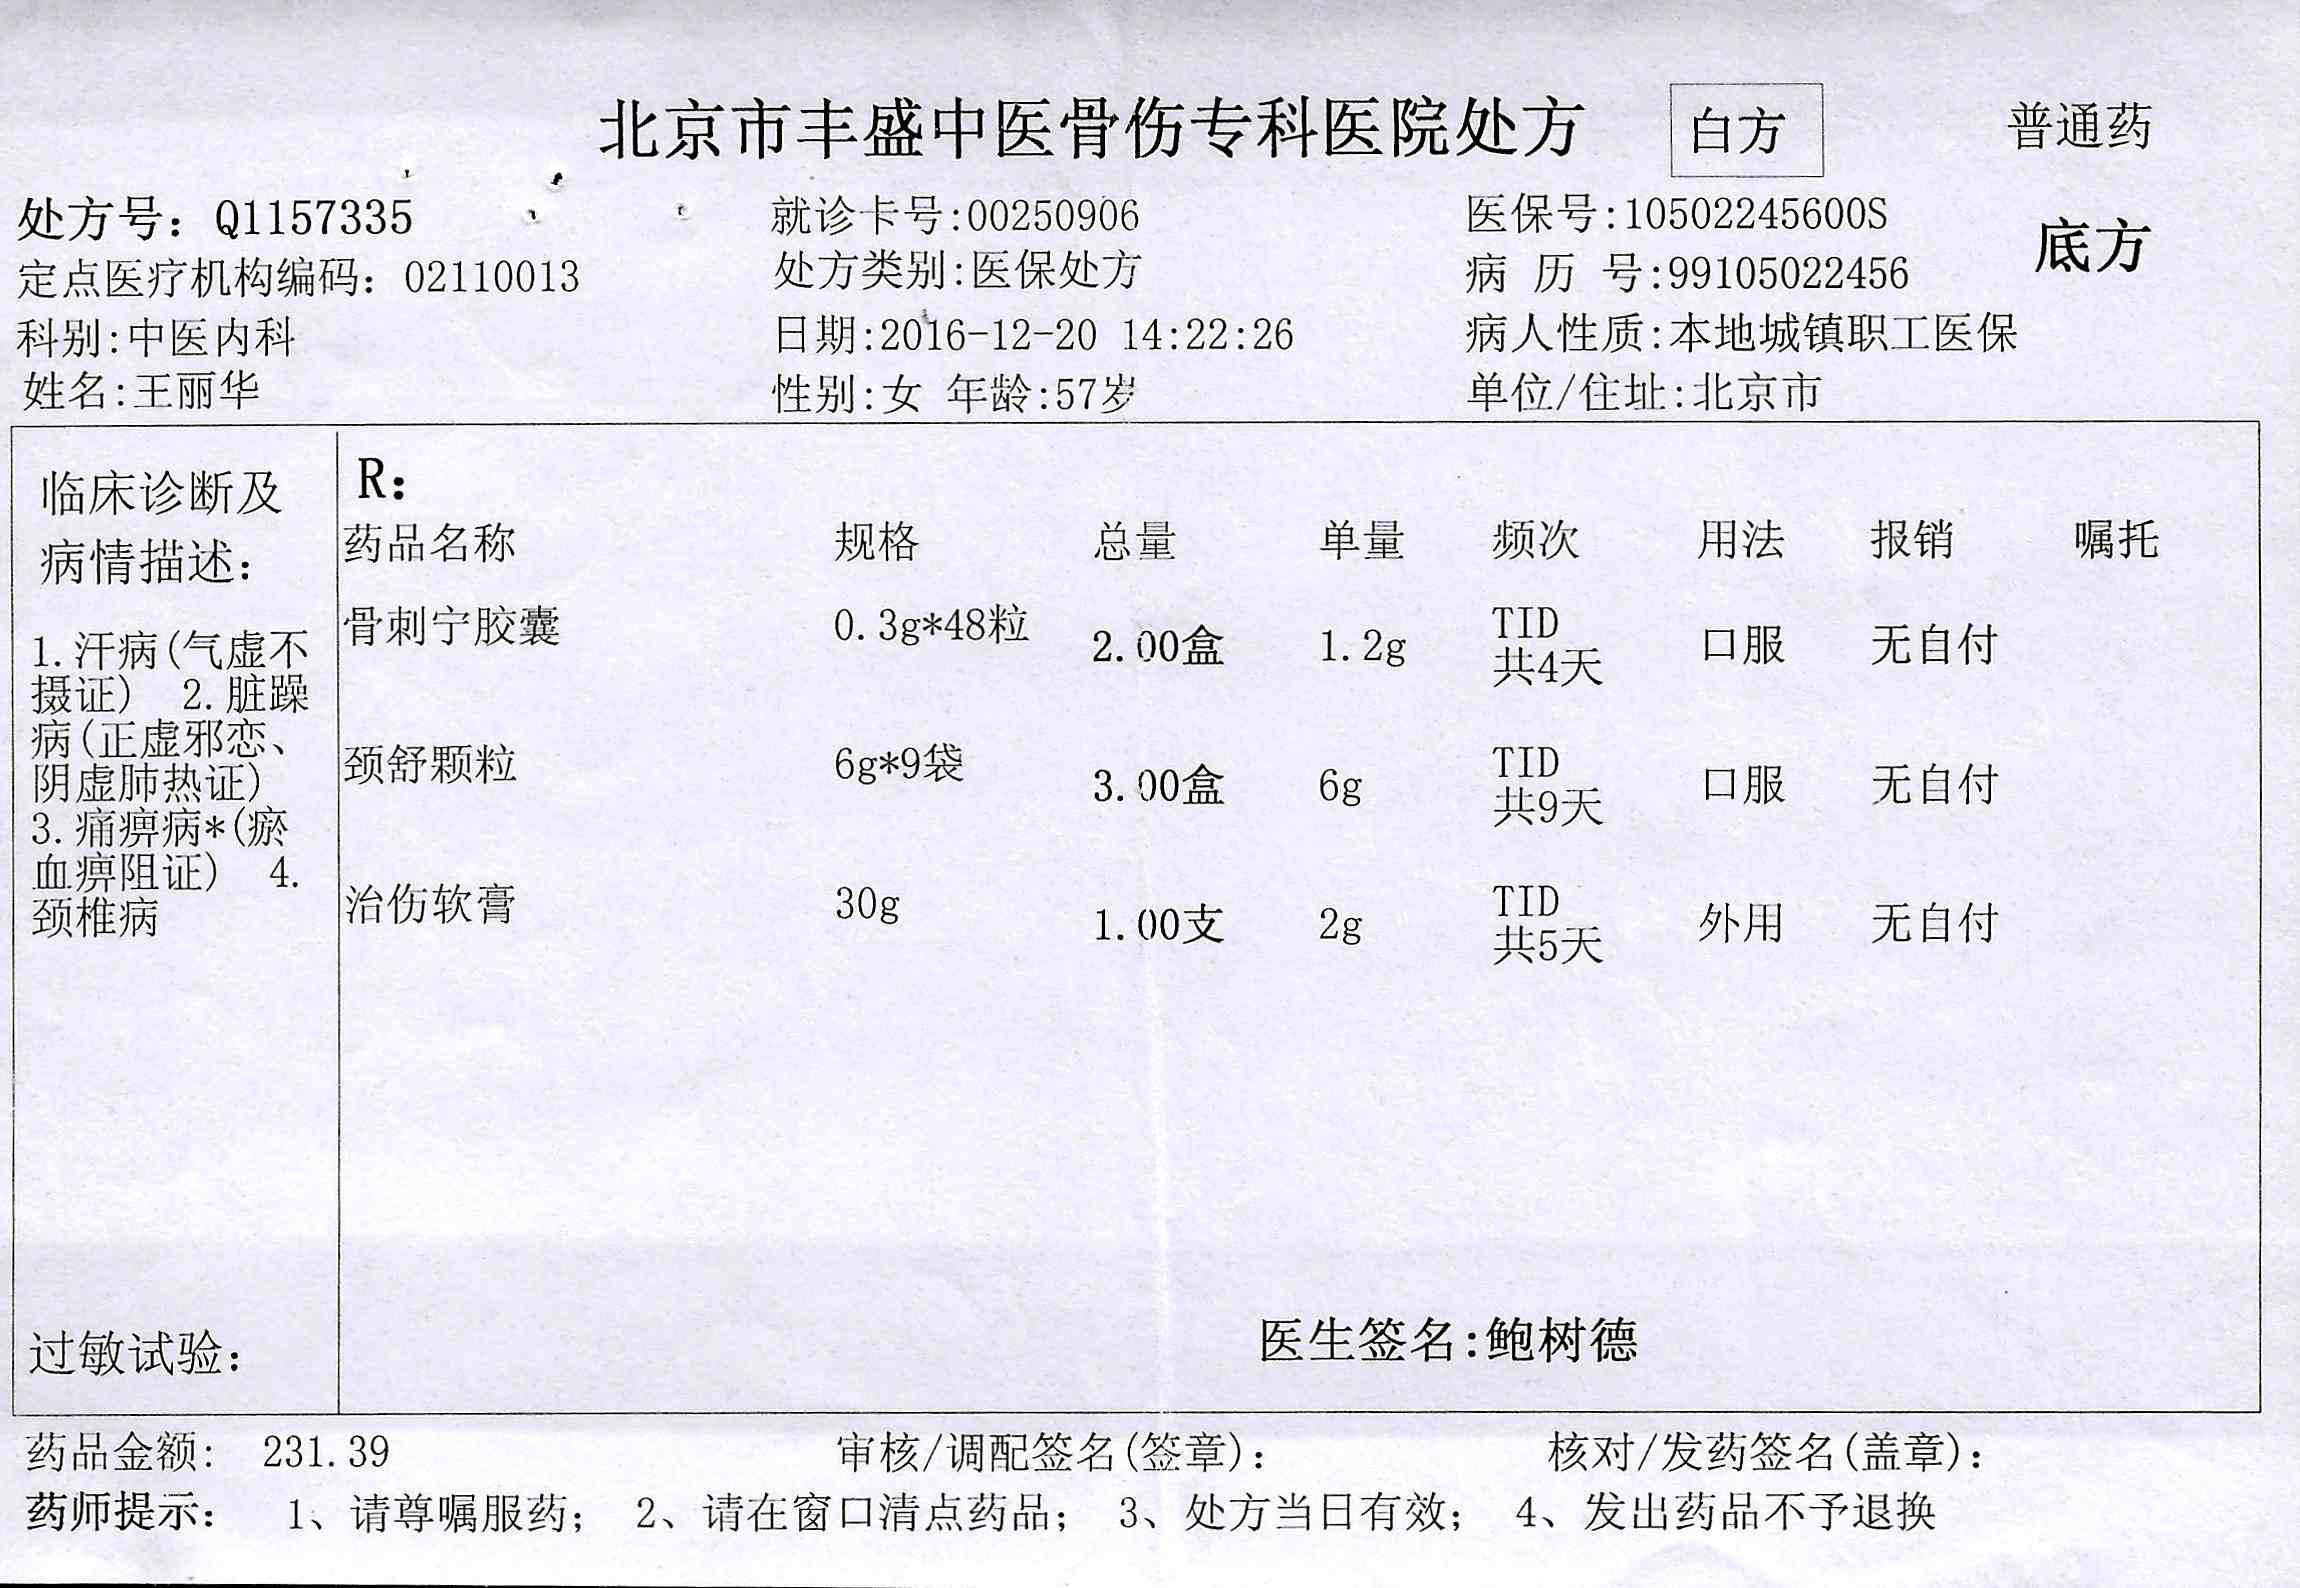 北京市丰盛中医骨伤专科医院处方 白方 普通药
处方号：Q1157335 就诊卡号:00250906 医保号:10502245600S 底方
定点医疗机构编码：02110013 处方类别:医保处方 病 历 号:99105022456
科别:中医内科 日期:2016-12-20 14:22:26 病人性质:本地城镇职工医保
姓名:王丽华 性别:女 年龄:57岁 单位/住址:北京市
临床诊断及
病情描述：
1.汗病(气虚不
摄证) 2.脏躁
病(正虚邪恋、
阴虚肺热证)
3.痛痹病*(瘀
血痹阻证) 4.
颈椎病
过敏试验：
R：
药品名称 规格 总量 单量 频次 用法 报销 嘱托
骨刺宁胶囊 0.3g*48粒 2.00盒 1.2g TID 共4天 口服 无自付
颈舒颗粒 6g*9袋 3.00盒 6g TID 共9天 口服 无自付
治伤软膏 30g 1.00支 2g TID 共5天 外用 无自付
医生签名:鲍树德
药品金额： 231.39 审核/调配签名(签章)： 核对/发药签名(盖章)：
药师提示： 1、请尊嘱服药； 2、请在窗口清点药品； 3、处方当日有效； 4、发出药品不予退换